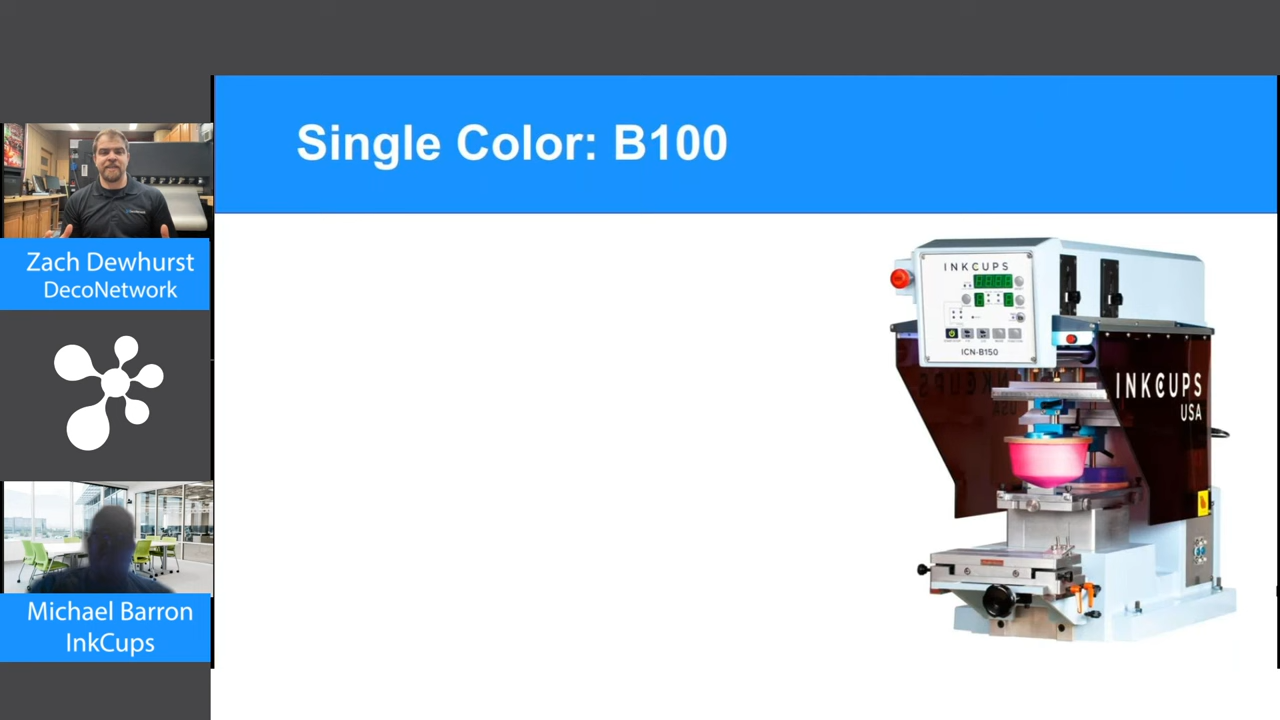 Single Color: B100
Zach Dewhurst
DecoNetwork
INKCUPS
ICN-B150
INKCUPS
USA
Michael Barron
InkCups